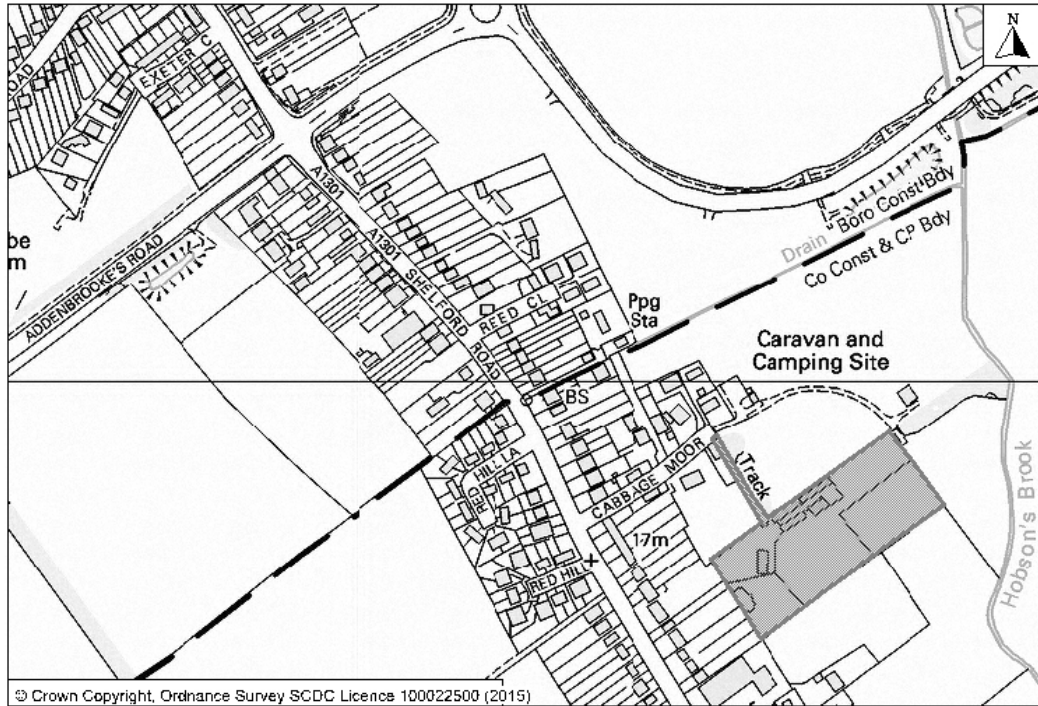 N
OAD
EXETER C
A1301
A1301 SHELFORD ROAD
ADDENBROOKE'S ROAD
be
m
REED CL
Ppg
Sta
Drain
Boro Const Bdy
Co Const & CP Bdy
Caravan and
Camping Site
BS
RED HILL LA
CABBAGE MOOR
Track
17m
RED HILL
Hobson's Brook
© Crown Copyright, Ordnance Survey SCDC Licence 100022500 (2015)